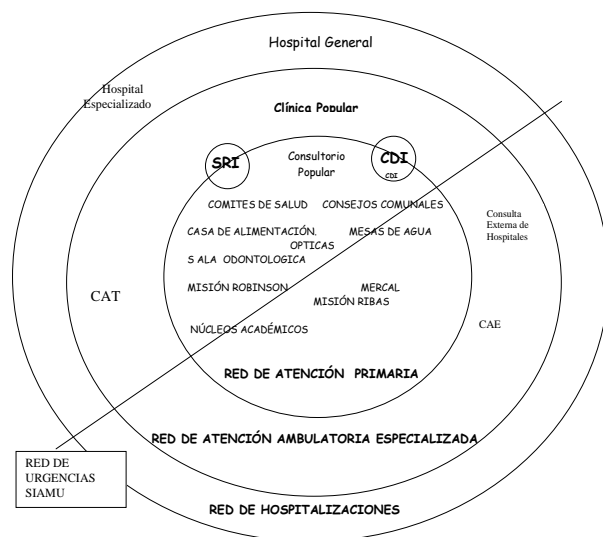 Hospital General
Hospital
Especializado
Clínica Popular
SRI
Consultorio
Popular
CDI
CDI
COMITES DE SALUD
CONSEJOS COMUNALES
CASA DE ALIMENTACIÓN.
MESAS DE AGUA
OPTICAS
S ALA ODONTOLOGICA
Consulta
Externa de
Hospitales
MISIÓN ROBINSON
MERCAL
MISIÓN RIBAS
CAT
CAE
NÚCLEOS ACADÉMICOS
RED DE ATENCIÓN PRIMARIA
RED DE ATENCIÓN AMBULATORIA ESPECIALIZADA
RED DE
URGENCIAS
SIAMU
RED DE HOSPITALIZACIONES